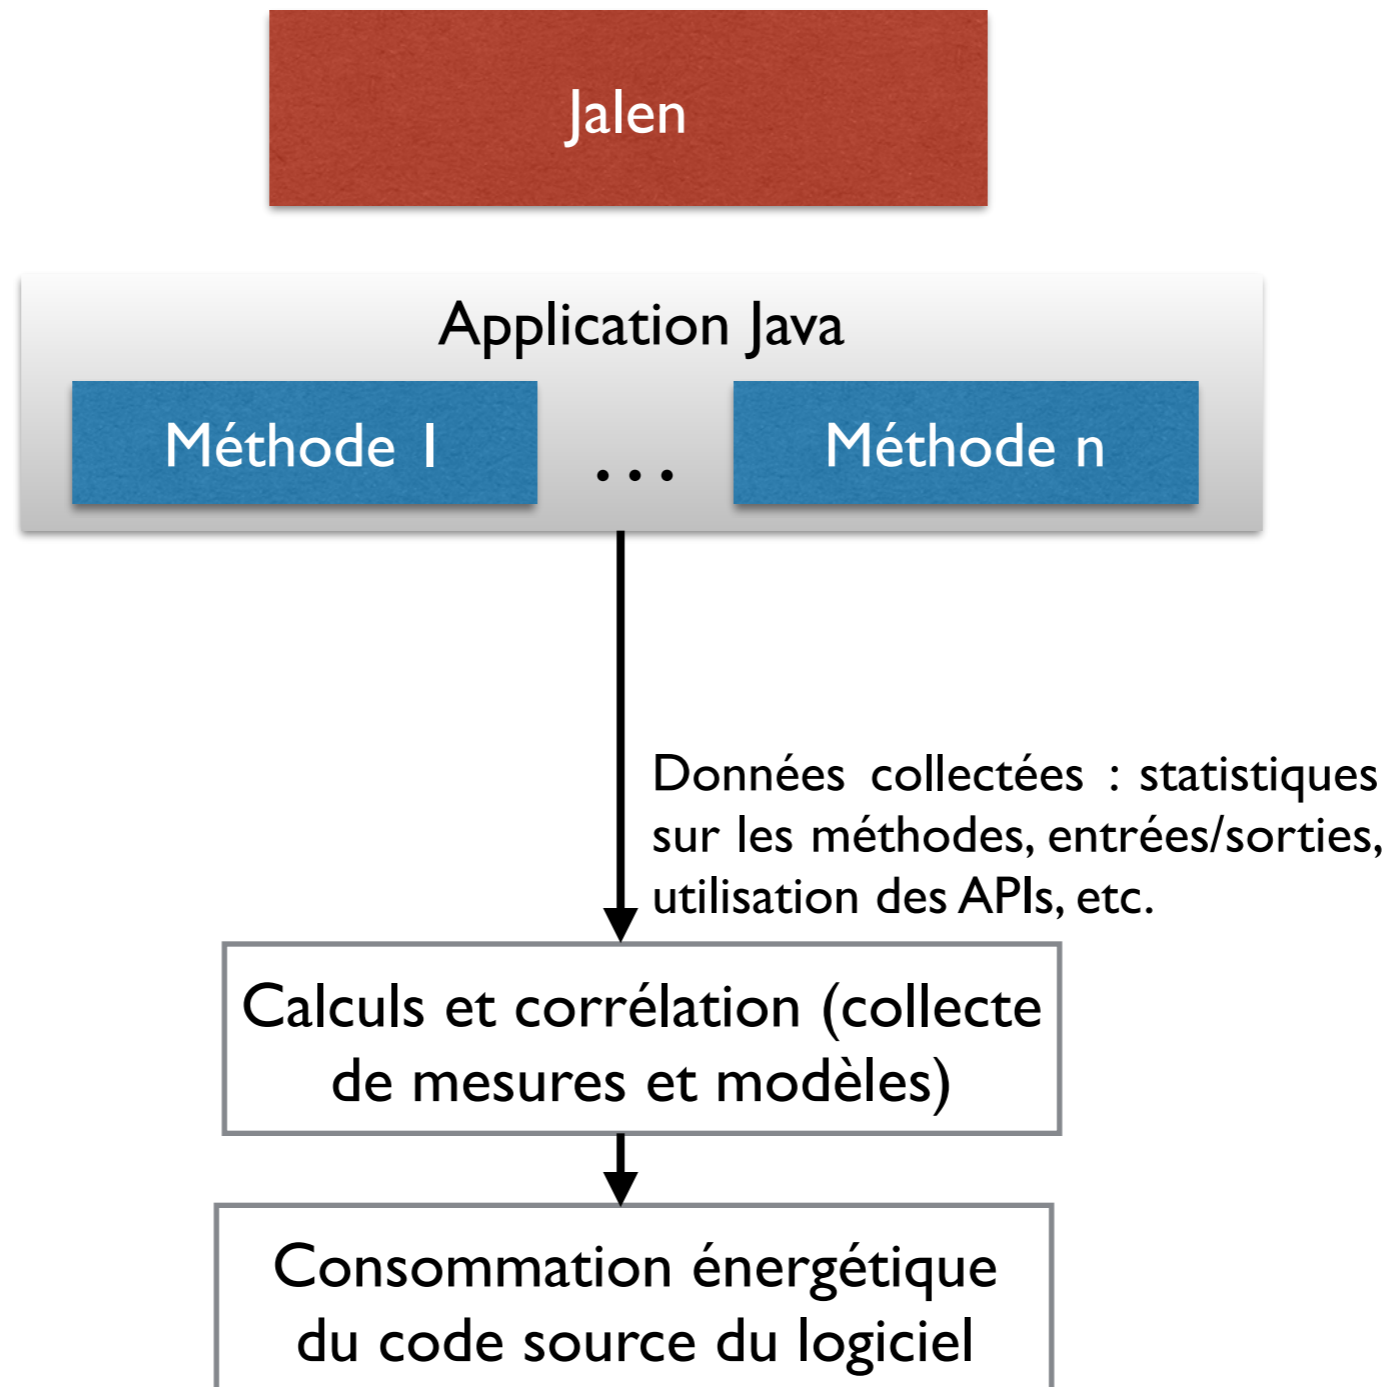 Jalen
Application Java
Méthode 1
...
Méthode n
Données collectées : statistiques
sur les méthodes, entrées/sorties,
utilisation des APIs, etc.
Calculs et corrélation (collecte
de mesures et modèles)
Consommation énergétique
du code source du logiciel